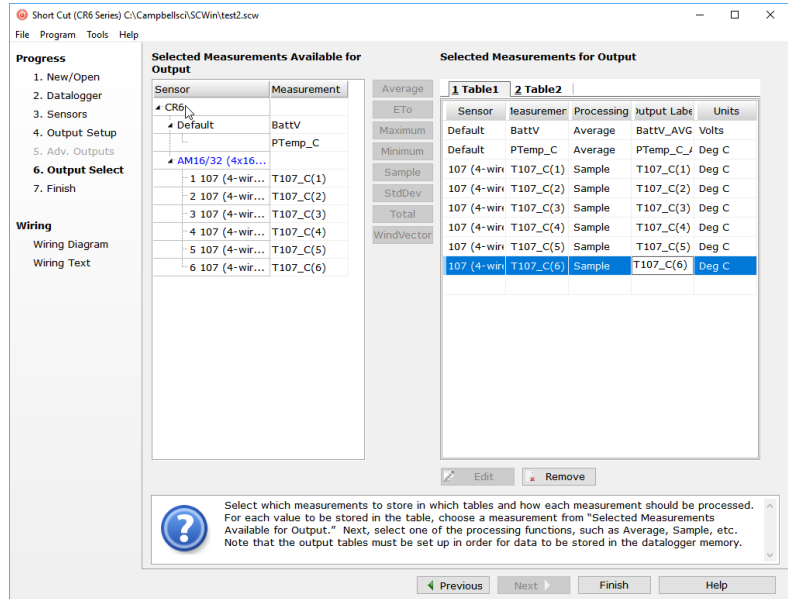 Short Cut (CR6 Series) C:\Campbellsci\SCWin\test2.scw
File Program Tools Help
Progress
1. New/Open
2. Datalogger
3. Sensors
4. Output Setup
5. Adv. Outputs
6. Output Select
7. Finish
Wiring
Wiring Diagram
Wiring Text
Selected Measurements Available for
Output
Sensor Measurement
CR6
Default BattV
PTemp_C
AM16/32 (4x16...
1 107 (4-wir... T107_C(1)
2 107 (4-wir... T107_C(2)
3 107 (4-wir... T107_C(3)
4 107 (4-wir... T107_C(4)
5 107 (4-wir... T107_C(5)
6 107 (4-wir... T107_C(6)
Average
ETo
Maximum
Minimum
Sample
StdDev
Total
WindVector
Selected Measurements for Output
1 Table1 2 Table2
Sensor Measuremen Processing Output Labe Units
Default BattV Average BattV_AVG Volts
Default PTemp_C Average PTemp_C_A Deg C
107 (4-wire T107_C(1) Sample T107_C(1) Deg C
107 (4-wire T107_C(2) Sample T107_C(2) Deg C
107 (4-wire T107_C(3) Sample T107_C(3) Deg C
107 (4-wire T107_C(4) Sample T107_C(4) Deg C
107 (4-wire T107_C(5) Sample T107_C(5) Deg C
107 (4-wire T107_C(6) Sample T107_C(6) Deg C
Edit Remove
Select which measurements to store in which tables and how each measurement should be processed.
For each value to be stored in the table, choose a measurement from "Selected Measurements
Available for Output." Next, select one of the processing functions, such as Average, Sample, etc.
Note that the output tables must be set up in order for data to be stored in the datalogger memory.
Previous Next Finish Help